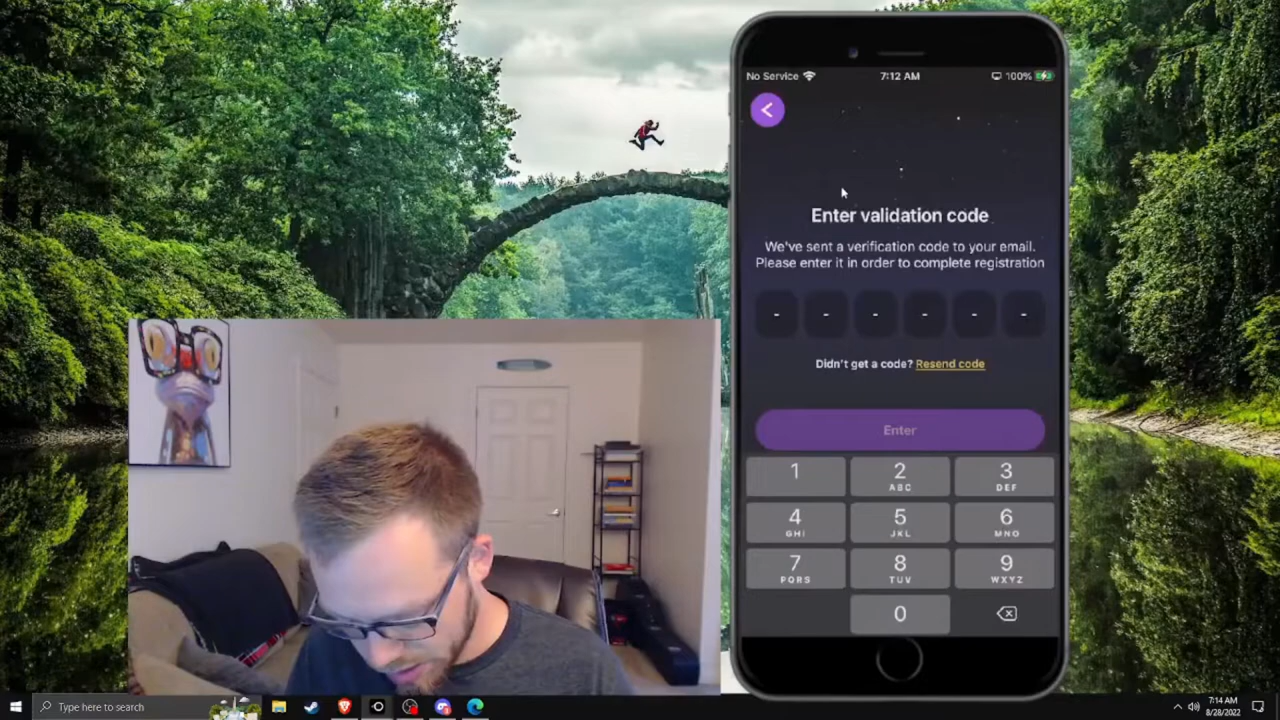 No Service
7:12 AM
100%
Enter validation code
We've sent a verification code to your email.
Please enter it in order to complete registration
- - - - - -
Didn't get a code? Resend code
Enter
1
2
ABC
3
DEF
4
GHI
5
JKL
6
MNO
7
PQRS
8
TUV
9
WXYZ
0
Type here to search
7:14 AM
8/28/2022